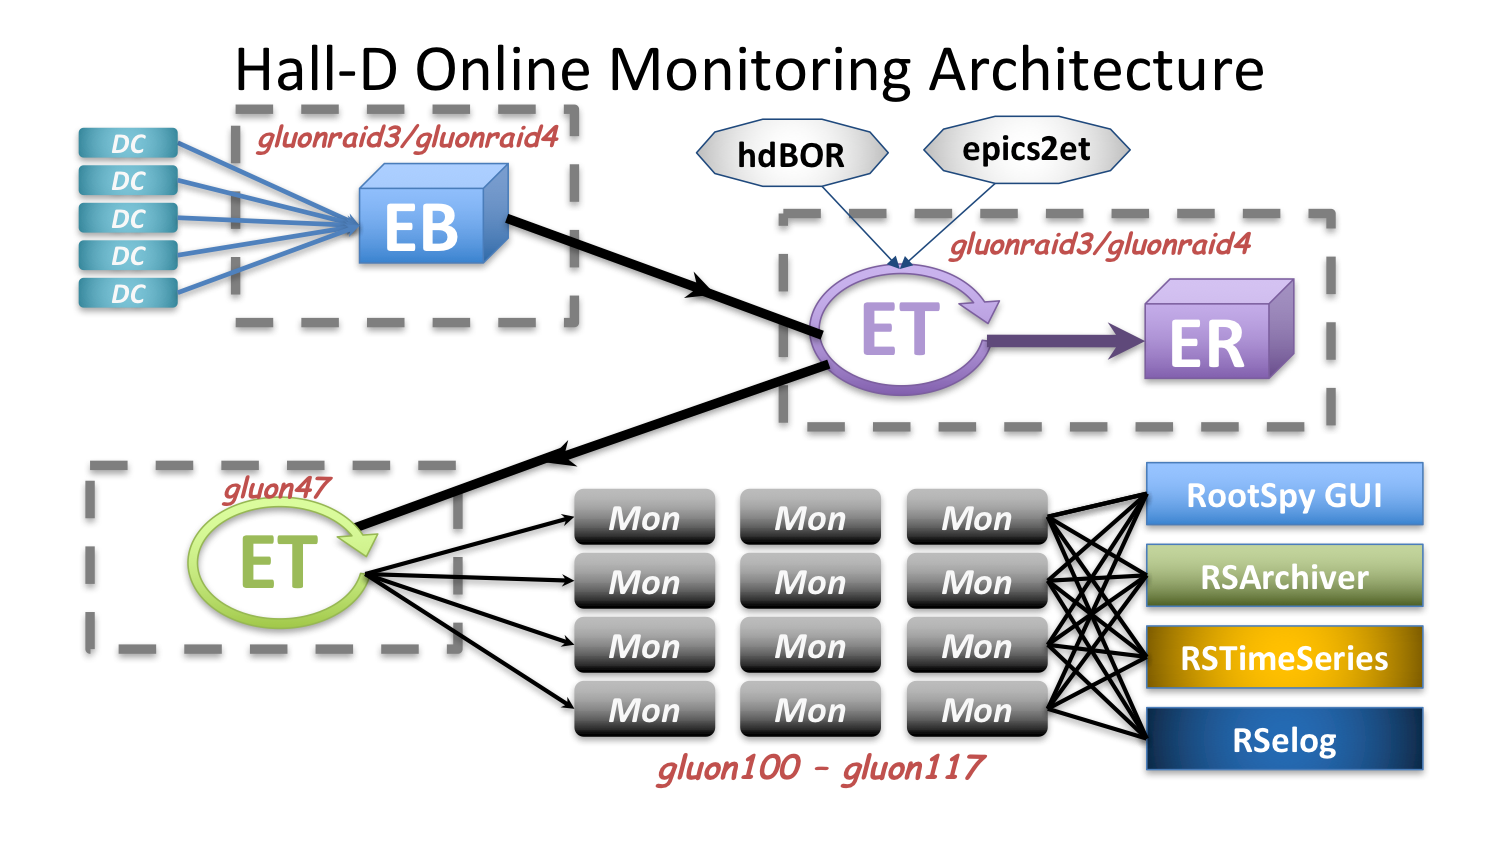 Hall-D Online Monitoring Architecture
gluonraid3/gluonraid4
DC
DC
DC
DC
DC
EB
hdBOR
epics2et
gluonraid3/gluonraid4
ET
ER
gluon47
ET
Mon Mon Mon
Mon Mon Mon
Mon Mon Mon
Mon Mon Mon
gluon100 – gluon117
RootSpy GUI
RSArchiver
RSTimeSeries
RSelog